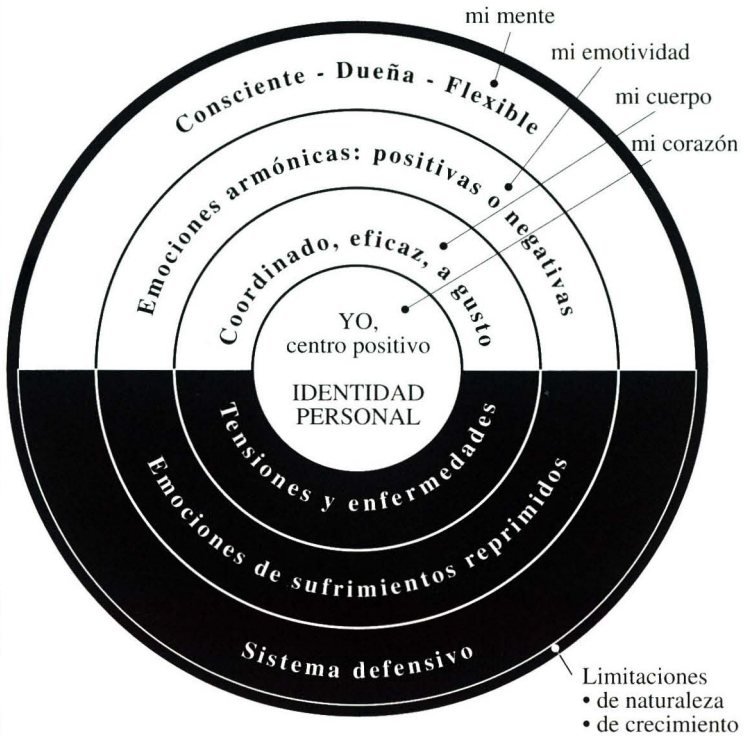 mi mente
mi emotividad
mi cuerpo
mi corazón
Consciente - Dueña - Flexible
Emociones armónicas: positivas o negativas
Coordinado, eficaz, a gusto
YO,
centro positivo
IDENTIDAD
PERSONAL
Tensiones y enfermedades
Emociones de sufrimientos reprimidos
Sistema defensivo
Limitaciones
• de naturaleza
• de crecimiento